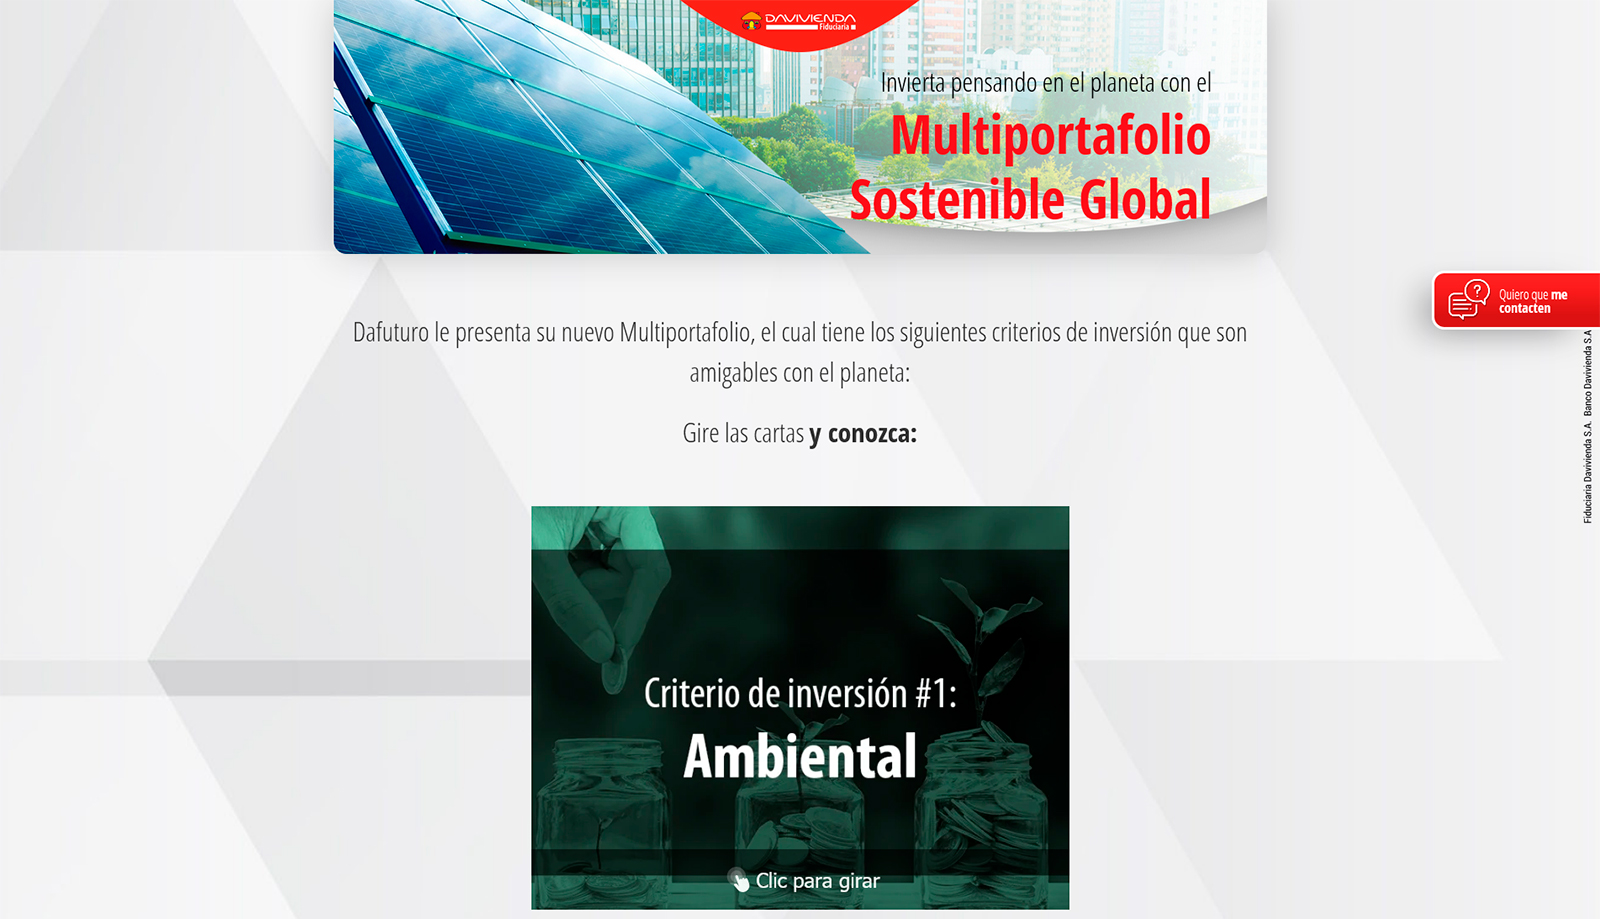 DAVIVIENDA
Fiduciaria
Invierta pensando en el planeta con el
Multiportafolio
Sostenible Global
Quiero que me
contacten
Fiduciaria Davivienda S.A. Banco Davivienda S.A
Dafuturo le presenta su nuevo Multiportafolio, el cual tiene los siguientes criterios de inversión que son
amigables con el planeta:
Gire las cartas y conozca:
Criterio de inversión #1:
Ambiental
Clic para girar